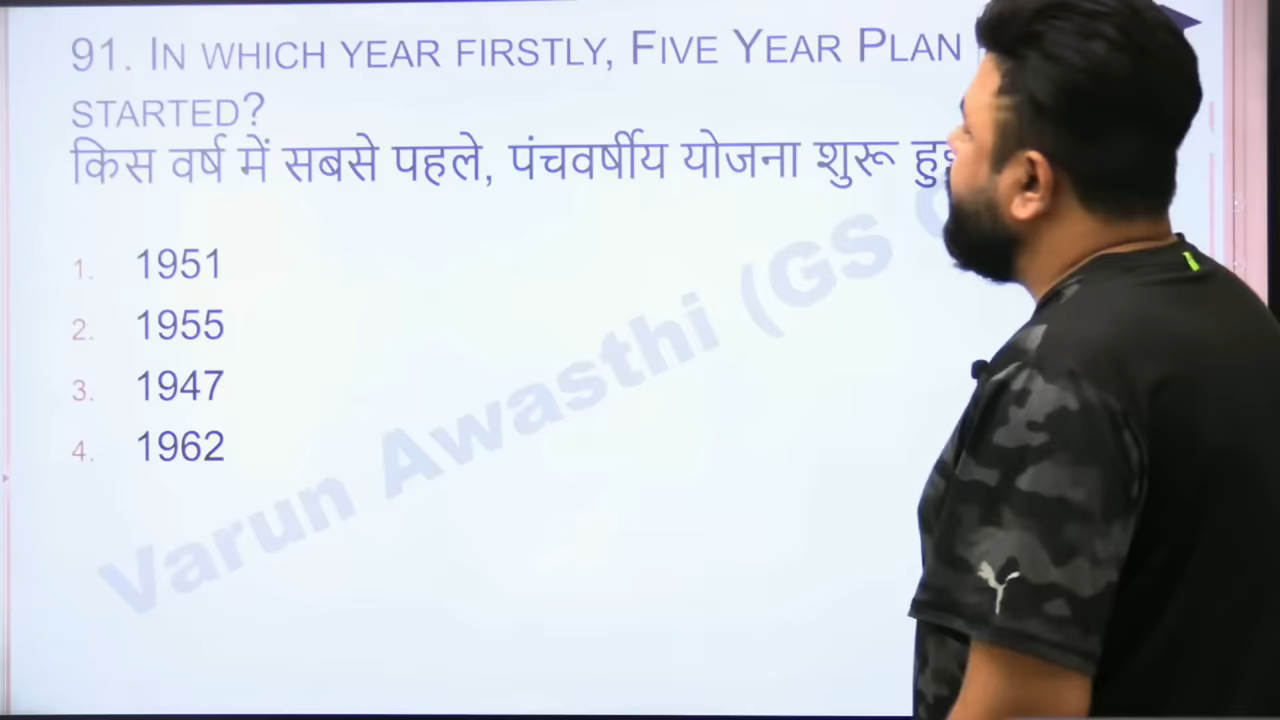 91. IN WHICH YEAR FIRSTLY, FIVE YEAR PLAN
STARTED?
किस वर्ष में सबसे पहले, पंचवर्षीय योजना शुरू
1. 1951
2. 1955
3. 1947
4. 1962
Varun Awasthi (GS